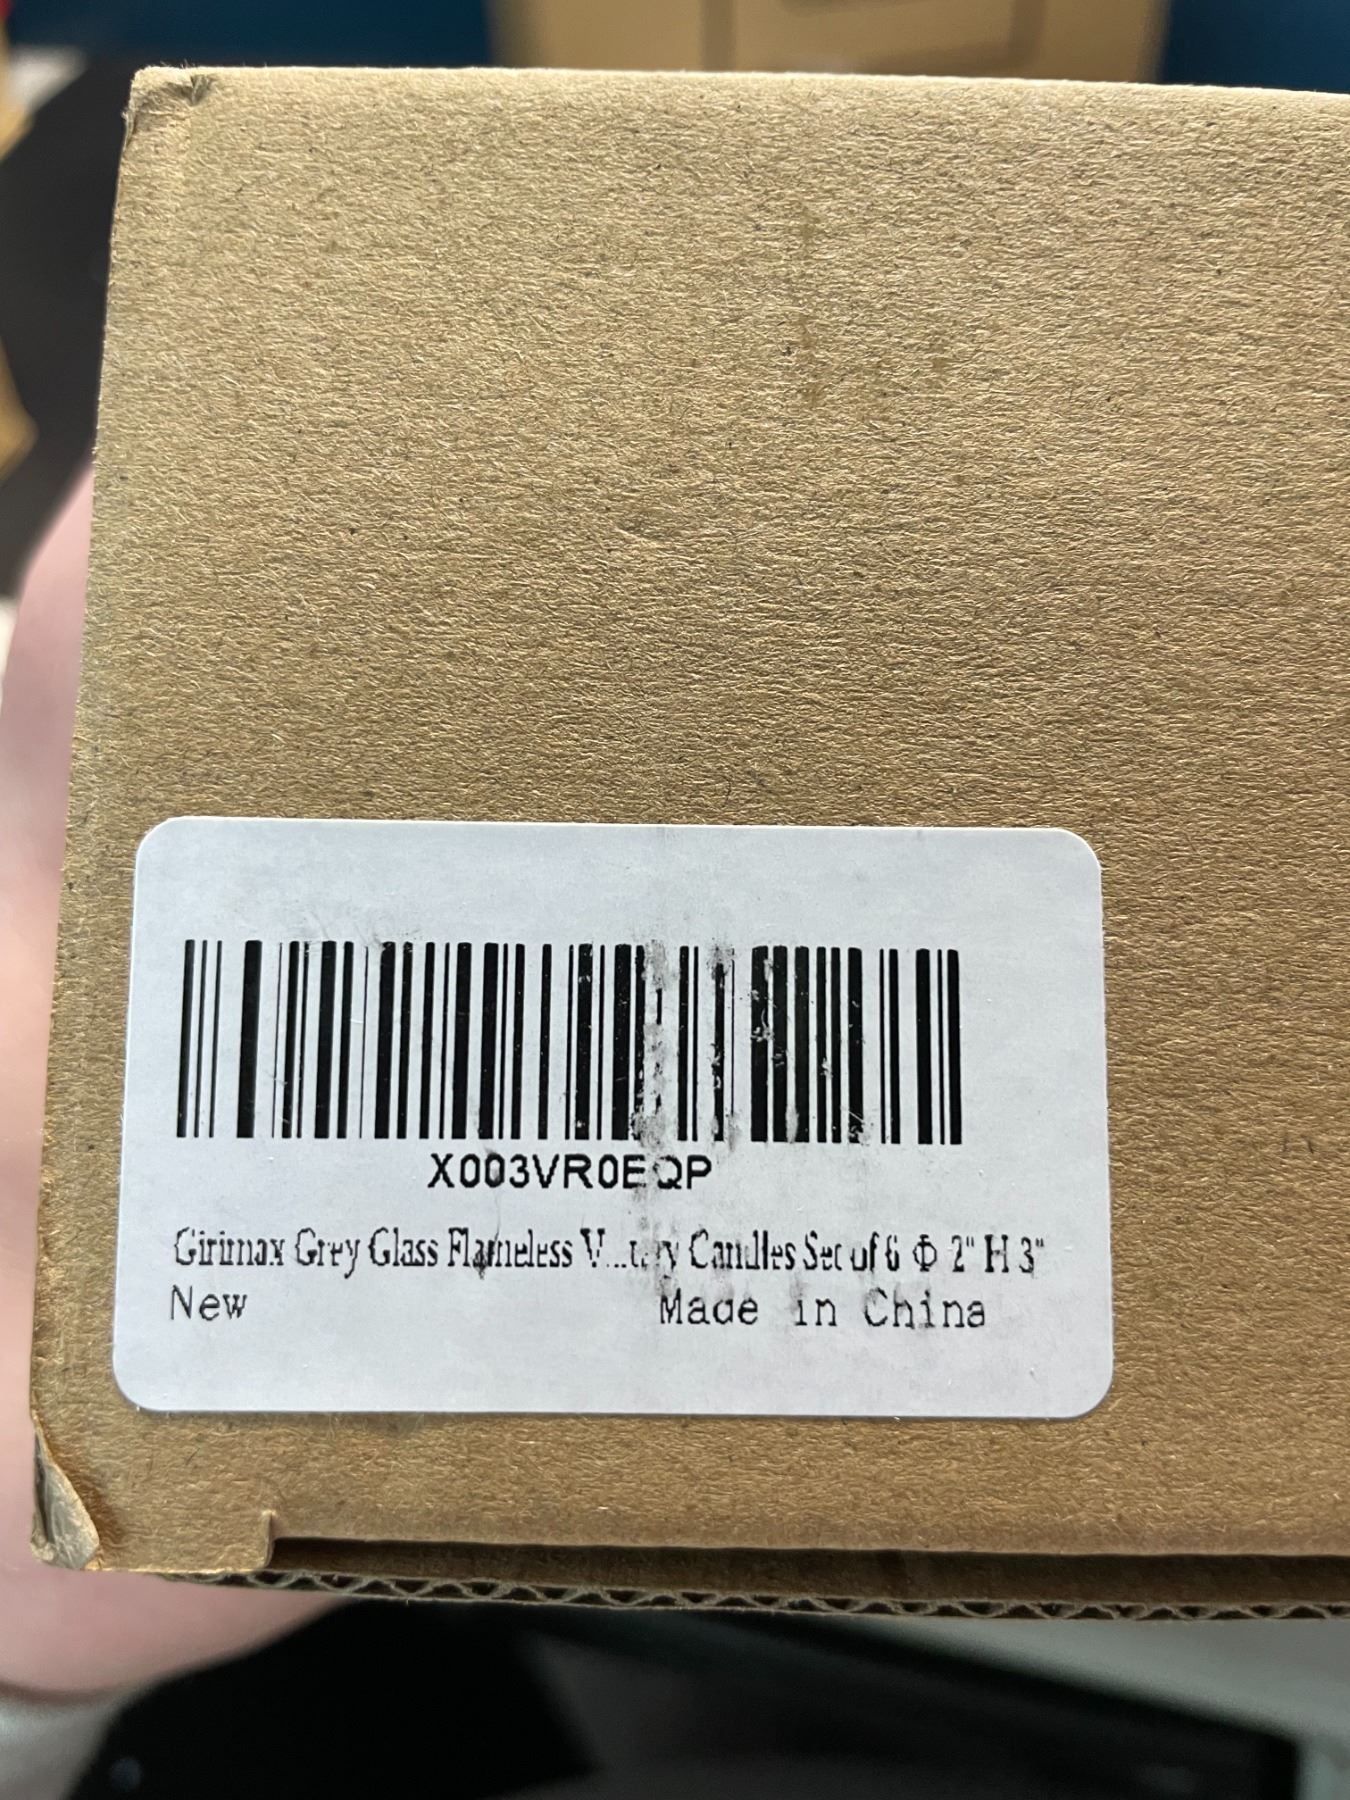 X003VR0EQP
Girimax Grey Glass Flameless Candles Set of 6 Φ 2" H 3"
New Made in China